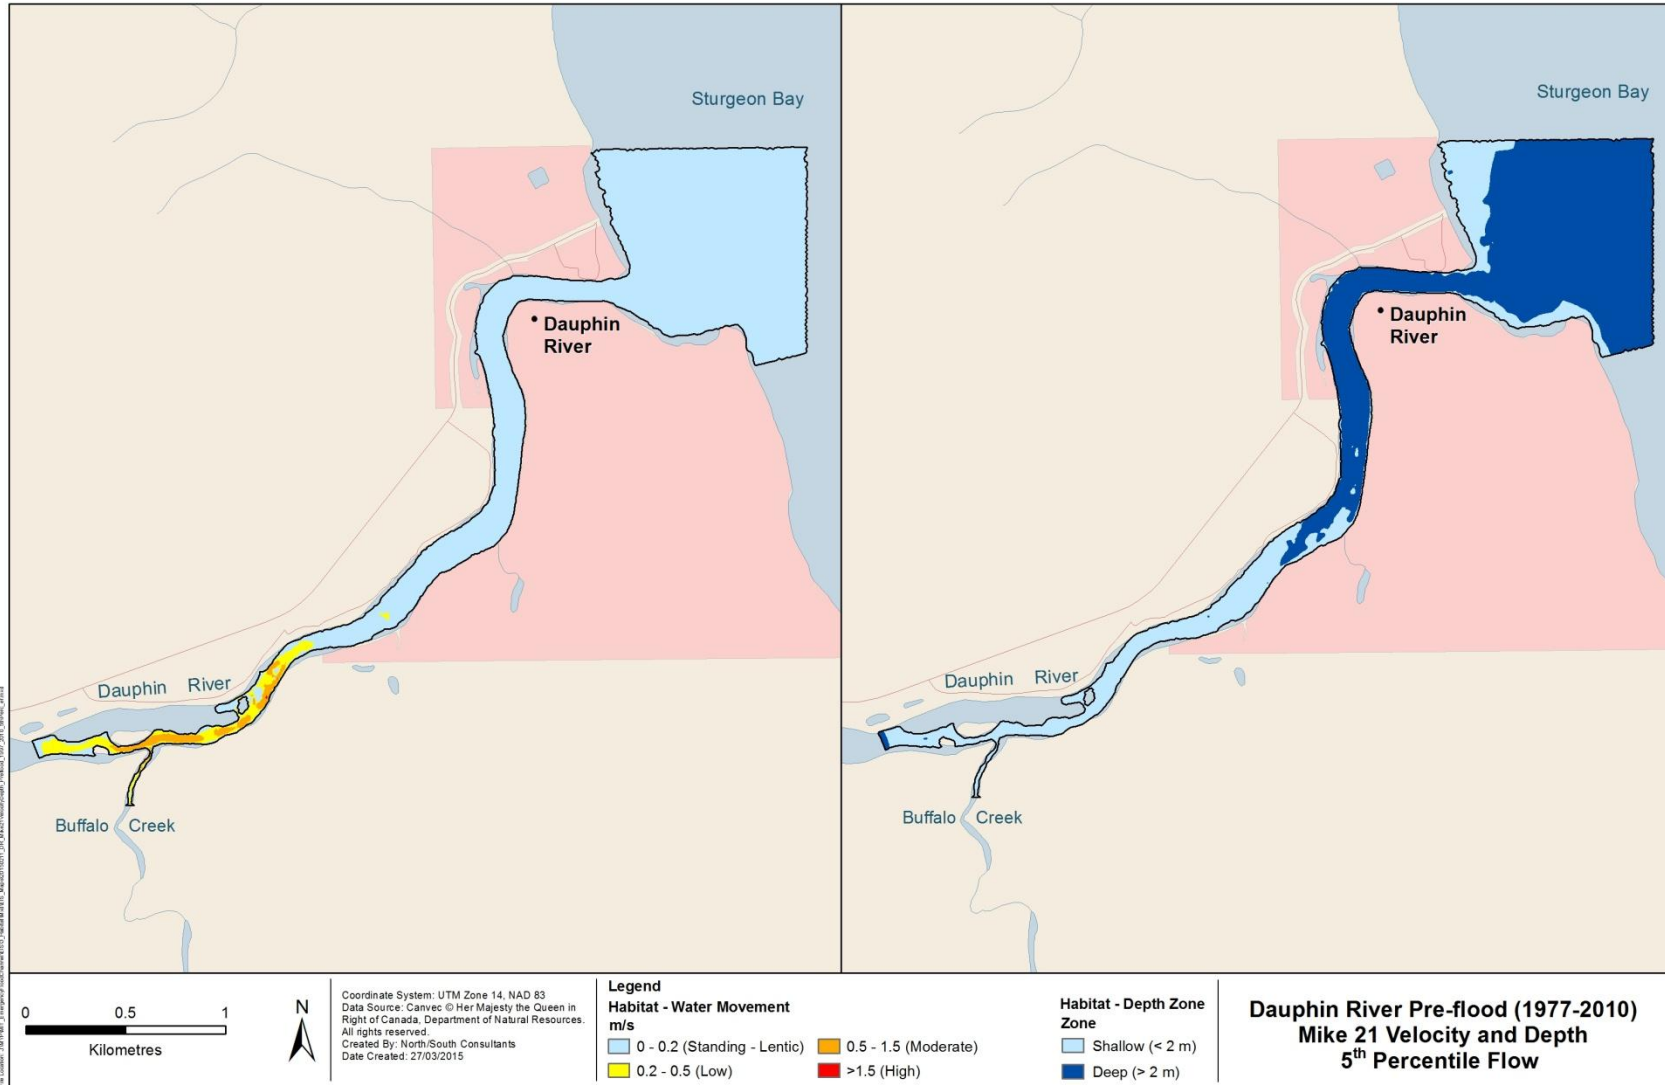 Sturgeon Bay
Dauphin
River
Dauphin River
Buffalo Creek
Sturgeon Bay
Dauphin
River
Dauphin River
Buffalo Creek
0 0.5 1
Kilometres
N
Coordinate System: UTM Zone 14, NAD 83
Data Source: Canvec © Her Majesty the Queen in
Right of Canada, Department of Natural Resources.
All rights reserved.
Created By: North/South Consultants
Date Created: 27/03/2015
Legend
Habitat - Water Movement
m/s
0 - 0.2 (Standing - Lentic)
0.2 - 0.5 (Low)
0.5 - 1.5 (Moderate)
>1.5 (High)
Habitat - Depth Zone
Zone
Shallow (< 2 m)
Deep (> 2 m)
Dauphin River Pre-flood (1977-2010)
Mike 21 Velocity and Depth
5th Percentile Flow